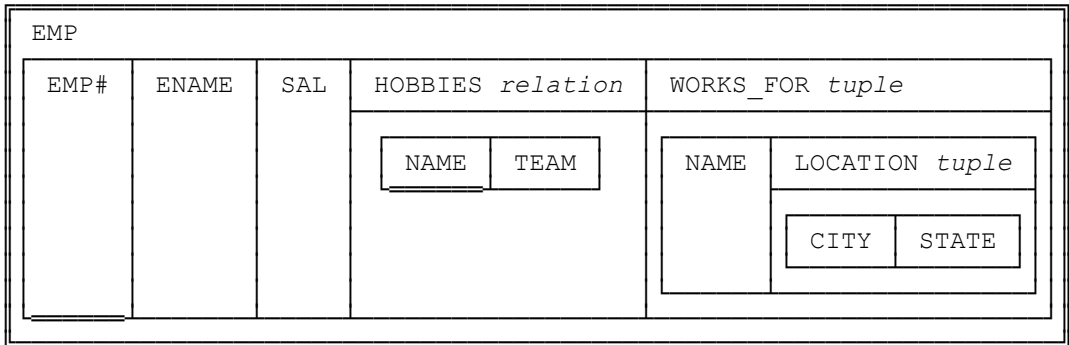 EMP
EMP# ENAME SAL HOBBIES relation WORKS_FOR tuple
NAME TEAM NAME LOCATION tuple
CITY STATE